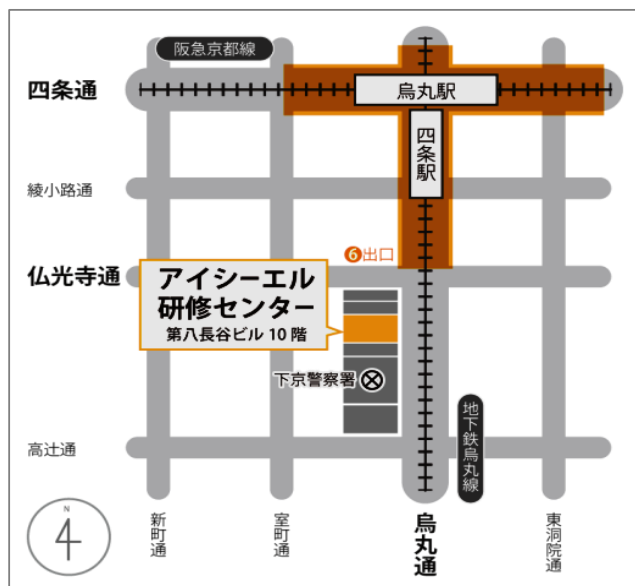 阪急京都線
四条通
烏丸駅
四条駅
綾小路通
❻出口
仏光寺通
アイシーエル
研修センター
第八長谷ビル 10 階
下京警察署
地下鉄烏丸線
高辻通
N
新町通
室町通
烏丸通
東洞院通